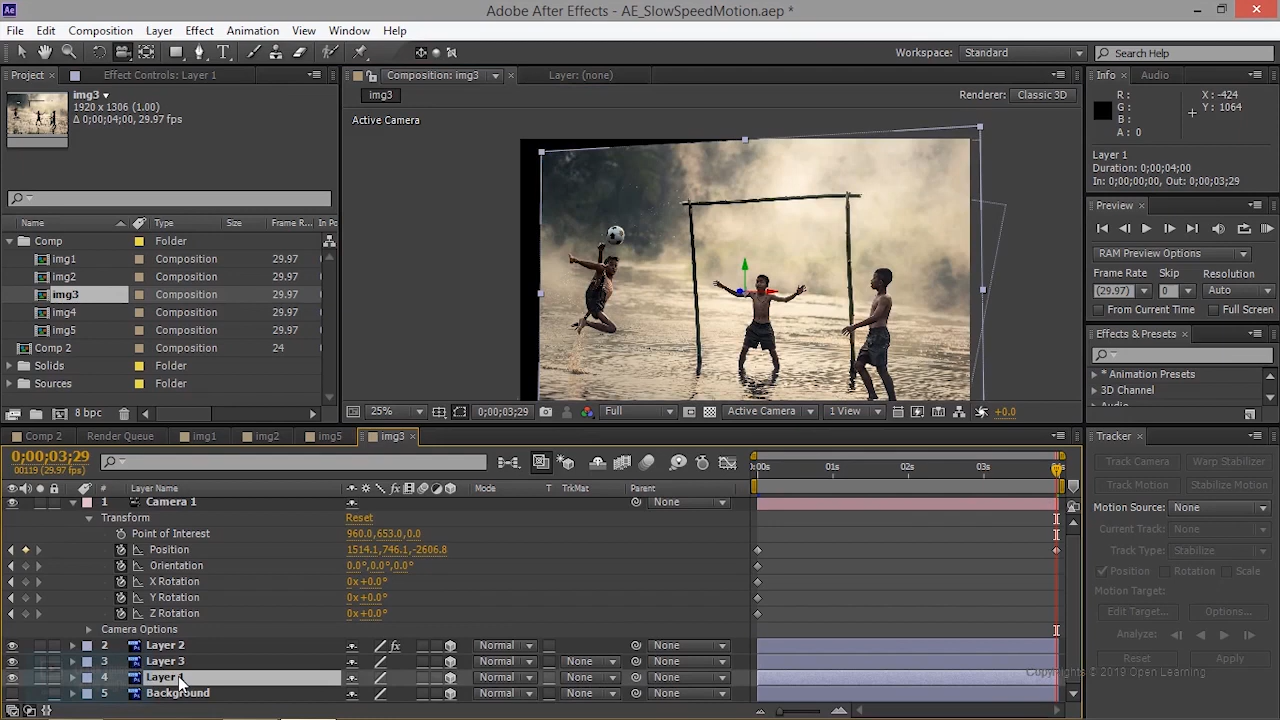 Adobe After Effects - AE_SlowSpeedMotion.aep *
File Edit Composition Layer Effect Animation View Window Help
Workspace: Standard
Search Help
Project Effect Controls: Layer 1
img3
1920 x 1306 (1.00)
Δ 0;00;04;00, 29.97 fps
Name Type Size Frame R...
Comp Folder
img1 Composition 29.97
img2 Composition 29.97
img3 Composition 29.97
img4 Composition 29.97
img5 Composition 29.97
Comp 2 Composition 24
Solids Folder
Sources Folder
8 bpc
Composition: img3 Layer: (none)
img3
Renderer: Classic 3D
Active Camera
25% 0;00;03;29 Full Active Camera 1 View +0.0
Info Audio
R: X: -424
G: Y: 1064
B:
A: 0
Layer 1
Duration: 0;00;04;00
In: 0;00;00;00, Out: 0;00;03;29
Preview
RAM Preview Options
Frame Rate Skip Resolution
(29.97) 0 Auto
From Current Time Full Screen
Effects & Presets
* Animation Presets
3D Channel
Comp 2 Render Queue img1 img2 img5 img3
0;00;03;29
00119 (29.97 fps)
# Layer Name fx Mode T TrkMat Parent
0:00s 01s 02s 03s
1 Camera 1 None
Transform Reset
Point of Interest 960.0,653.0,0.0
Position 1514.1,746.1,-2606.8
Orientation 0.0°,0.0°,0.0°
X Rotation 0x+0.0°
Y Rotation 0x+0.0°
Z Rotation 0x+0.0°
Camera Options
2 Layer 2 fx Normal None
3 Layer 3 Normal None None
4 Layer 1 Normal None None
5 Background Normal None None
Tracker
Track Camera Warp Stabilizer
Track Motion Stabilize Motion
Motion Source: None
Current Track: None
Track Type: Stabilize
Position Rotation Scale
Motion Target:
Edit Target... Options...
Analyze:
Reset Apply
Copyrights © 2019 Open Learning